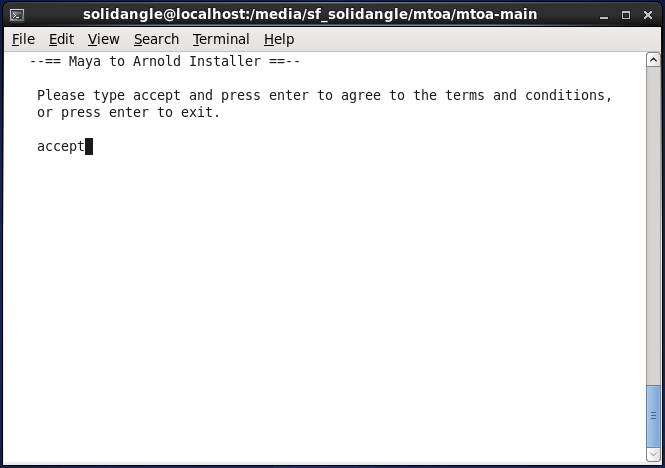 solidangle@localhost:/media/sf_solidangle/mtoa/mtoa-main
File Edit View Search Terminal Help
--== Maya to Arnold Installer ==--
Please type accept and press enter to agree to the terms and conditions,
or press enter to exit.
accept